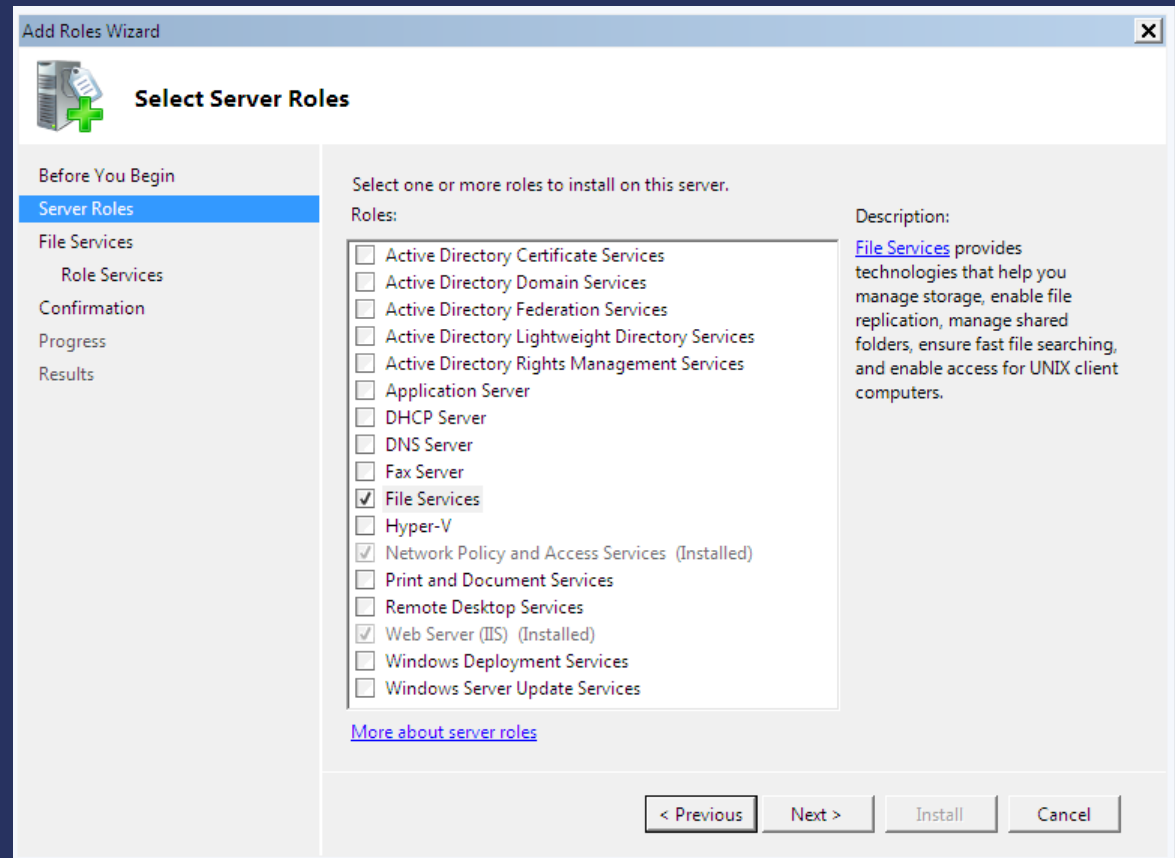 Add Roles Wizard
Select Server Roles
Before You Begin
Server Roles
File Services
Role Services
Confirmation
Progress
Results
Select one or more roles to install on this server.
Roles:
Active Directory Certificate Services
Active Directory Domain Services
Active Directory Federation Services
Active Directory Lightweight Directory Services
Active Directory Rights Management Services
Application Server
DHCP Server
DNS Server
Fax Server
File Services
Hyper-V
Network Policy and Access Services (Installed)
Print and Document Services
Remote Desktop Services
Web Server (IIS) (Installed)
Windows Deployment Services
Windows Server Update Services
More about server roles
Description:
File Services provides
technologies that help you
manage storage, enable file
replication, manage shared
folders, ensure fast file searching,
and enable access for UNIX client
computers.
< Previous
Next >
Install
Cancel